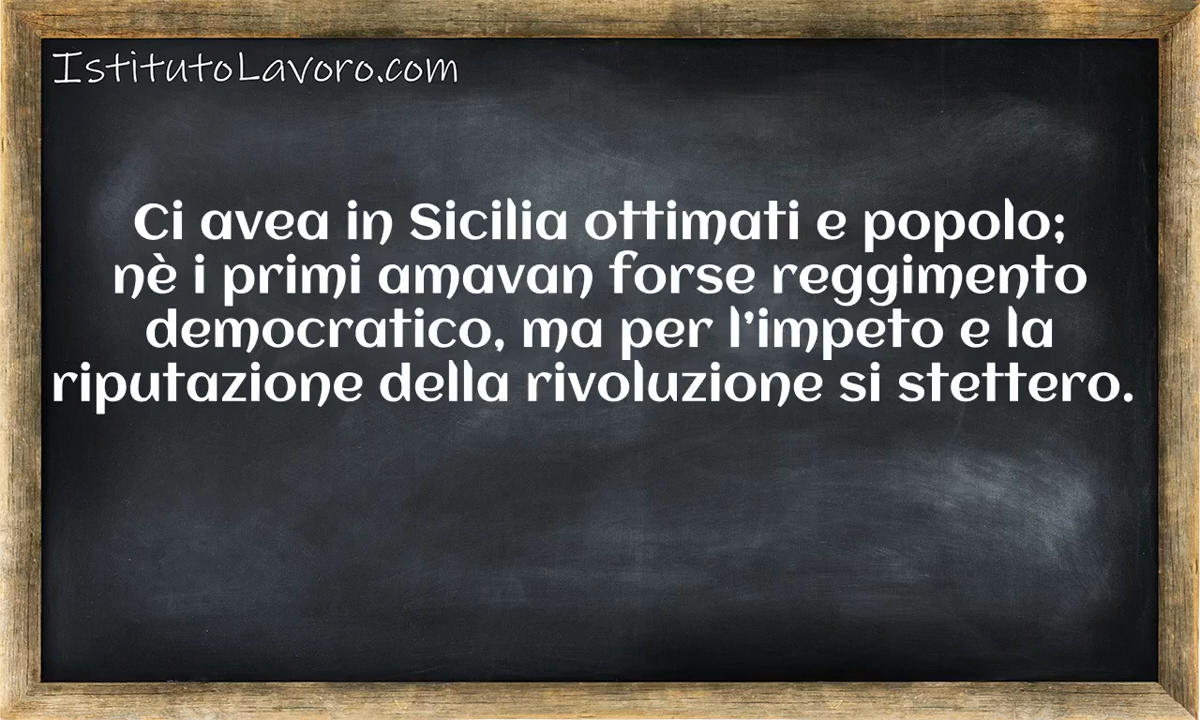 IstitutoLavoro.com
Ci avea in Sicilia ottimati e popolo;
nè i primi amavan forse reggimento
democratico, ma per l'impeto e la
riputazione della rivoluzione si stettero.